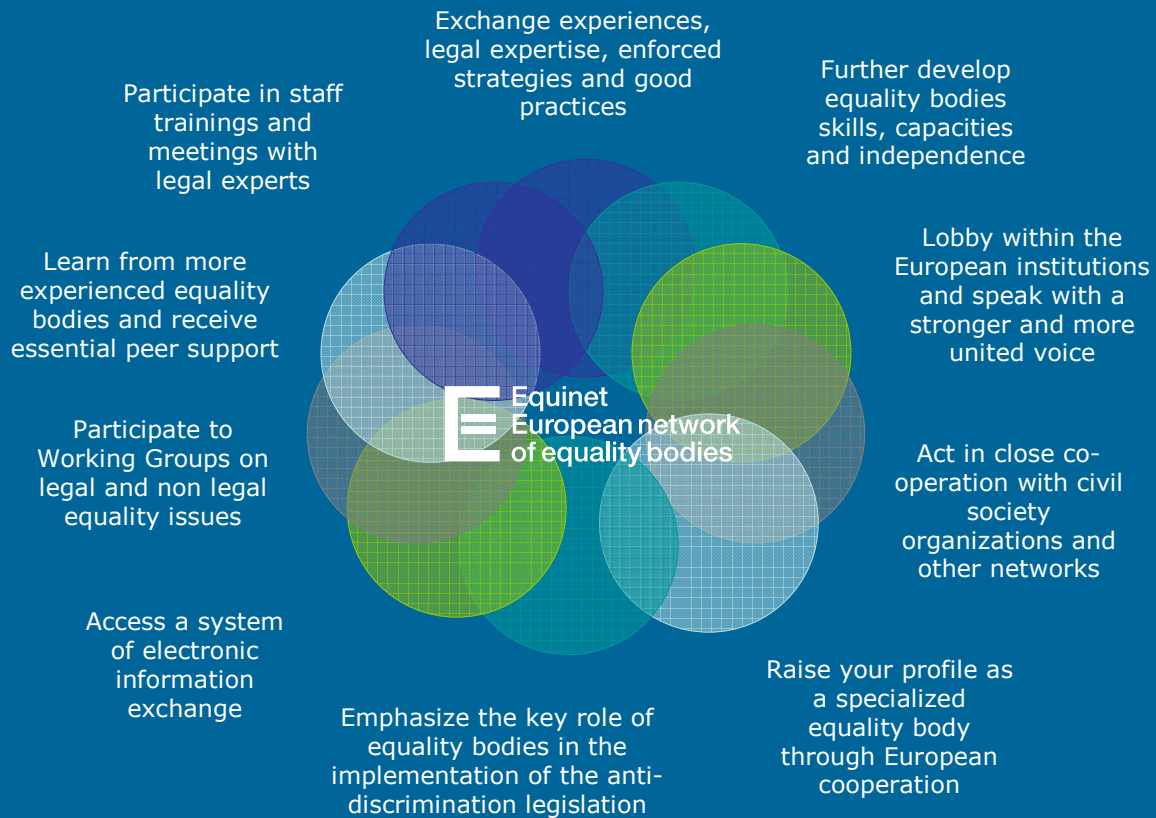 Exchange experiences,
legal expertise, enforced
strategies and good
practices
Further develop
equality bodies
skills, capacities
and independence
Lobby within the
European institutions
and speak with a
stronger and more
united voice
Act in close co-
operation with civil
society
organizations and
other networks
Raise your profile as
a specialized
equality body
through European
cooperation
Emphasize the key role of
equality bodies in the
implementation of the anti-
discrimination legislation
Access a system
of electronic
information
exchange
Participate to
Working Groups on
legal and non legal
equality issues
Learn from more
experienced equality
bodies and receive
essential peer support
Participate in staff
trainings and
meetings with
legal experts
Equinet
European network
of equality bodies